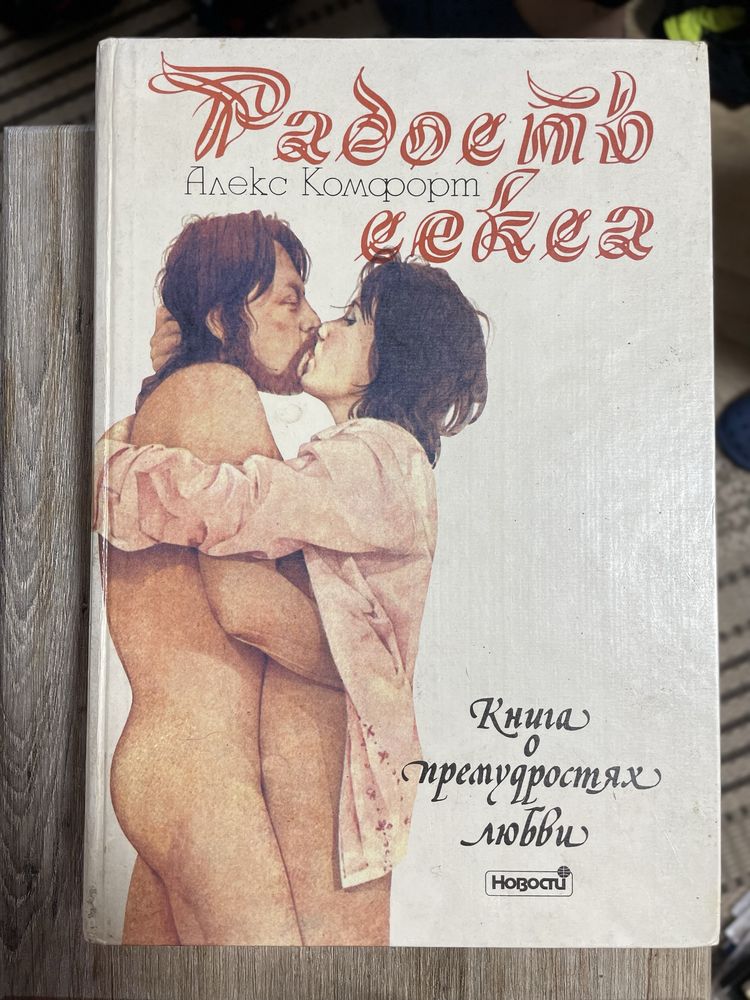 Радость
Алекс Комфорт
секса
Книга
о
премудростях
любви
Новости